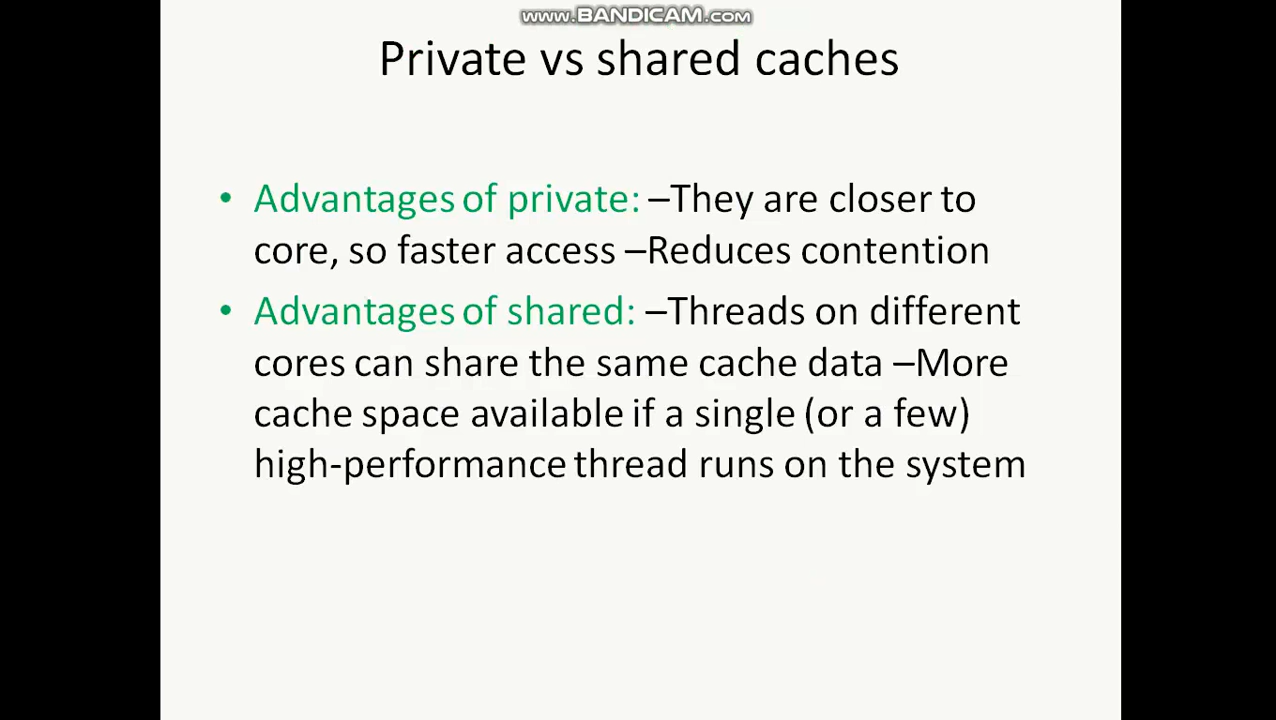 www.BANDICAM.com
Private vs shared caches
• Advantages of private: –They are closer to
core, so faster access –Reduces contention
• Advantages of shared: –Threads on different
cores can share the same cache data –More
cache space available if a single (or a few)
high-performance thread runs on the system